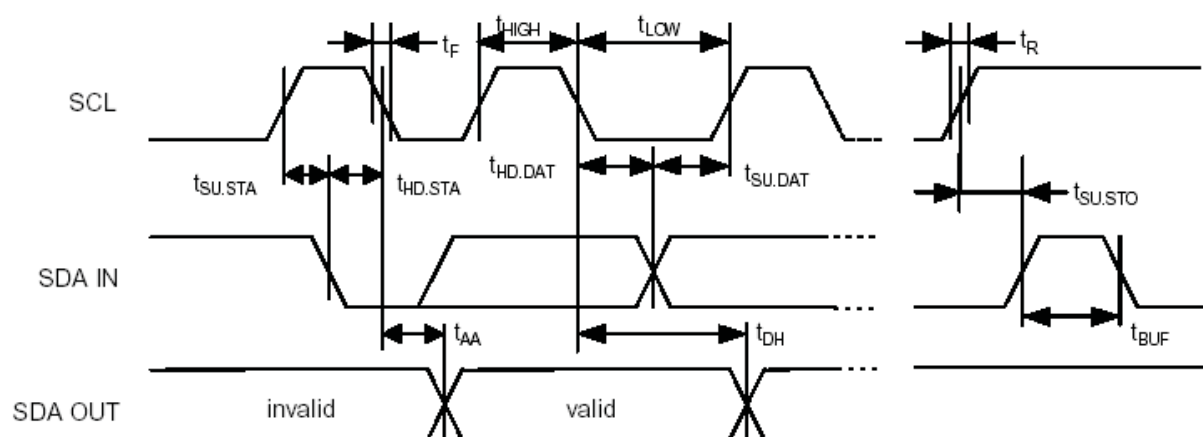 tF tHIGH tLOW tR
SCL
tSU.STA tHD.STA tHD.DAT tSU.DAT tSU.STO
SDA IN
tAA tDH tBUF
SDA OUT invalid valid